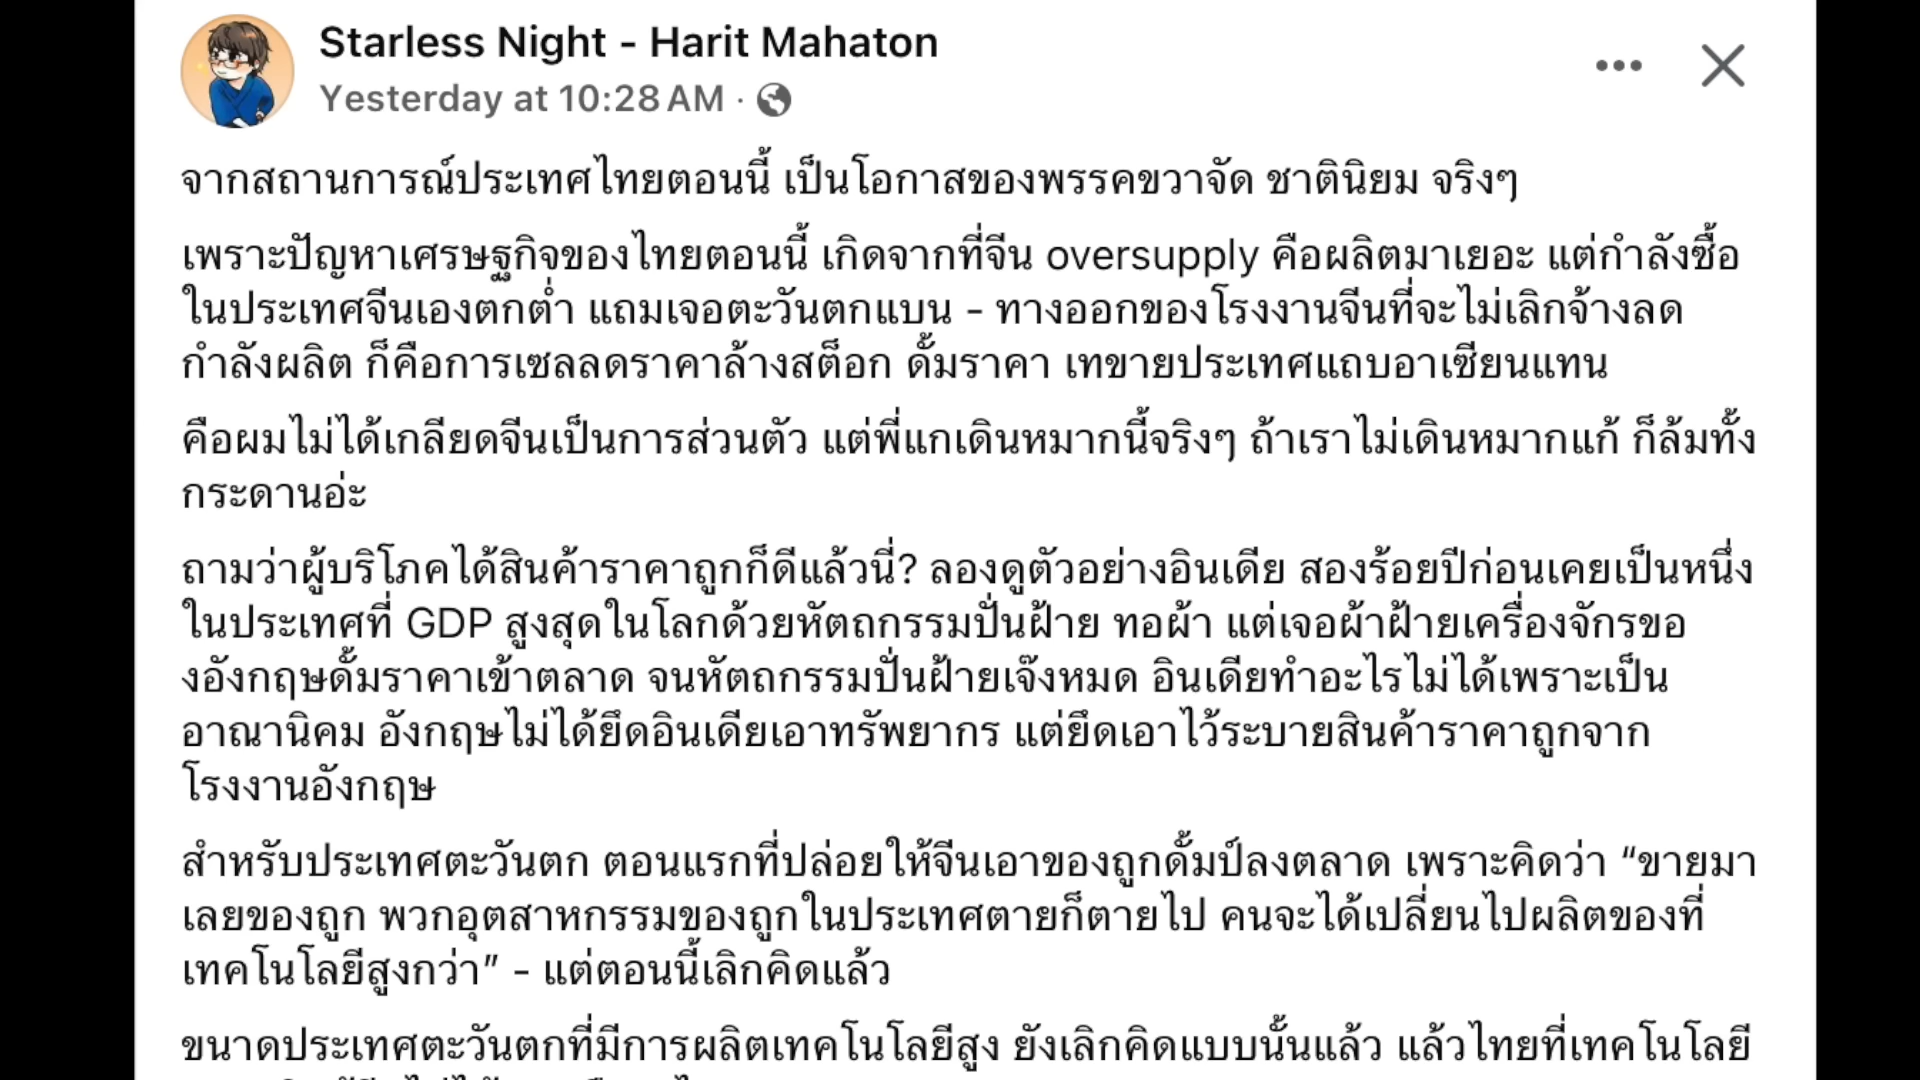 Starless Night - Harit Mahaton
Yesterday at 10:28 AM ·
จากสถานการณ์ประเทศไทยตอนนี้ เป็นโอกาสของพรรคขวาจัด ชาตินิยม จริงๆ
เพราะปัญหาเศรษฐกิจของไทยตอนนี้ เกิดจากที่จีน oversupply คือผลิตมาเยอะ แต่กำลังซื้อ
ในประเทศจีนเองตกต่ำ แถมเจอตะวันตกแบน - ทางออกของโรงงานจีนที่จะไม่เลิกจ้างลด
กำลังผลิต ก็คือการเซลลดราคาล้างสต็อก ดั้มราคา เทขายประเทศแถบอาเซียนแทน
คือผมไม่ได้เกลียดจีนเป็นการส่วนตัว แต่พี่แกเดินหมากนี้จริงๆ ถ้าเราไม่เดินหมากแก้ ก็ล้มทั้ง
กระดานอ่ะ
ถามว่าผู้บริโภคได้สินค้าราคาถูกก็ดีแล้วนี่? ลองดูตัวอย่างอินเดีย สองร้อยปีก่อนเคยเป็นหนึ่ง
ในประเทศที่ GDP สูงสุดในโลกด้วยหัตถกรรมปั่นฝ้าย ทอผ้า แต่เจอผ้าฝ้ายเครื่องจักรขอ
งอังกฤษดั้มราคาเข้าตลาด จนหัตถกรรมปั่นฝ้ายเจ๊งหมด อินเดียทำอะไรไม่ได้เพราะเป็น
อาณานิคม อังกฤษไม่ได้ยึดอินเดียเอาทรัพยากร แต่ยึดเอาไว้ระบายสินค้าราคาถูกจาก
โรงงานอังกฤษ
สำหรับประเทศตะวันตก ตอนแรกที่ปล่อยให้จีนเอาของถูกดั้มป์ลงตลาด เพราะคิดว่า “ขายมา
เลยของถูก พวกอุตสาหกรรมของถูกในประเทศตายก็ตายไป คนจะได้เปลี่ยนไปผลิตของที่
เทคโนโลยีสูงกว่า” - แต่ตอนนี้เลิกคิดแล้ว
ขนาดประเทศตะวันตกที่มีการผลิตเทคโนโลยีสูง ยังเลิกคิดแบบนั้นแล้ว แล้วไทยที่เทคโนโลยี